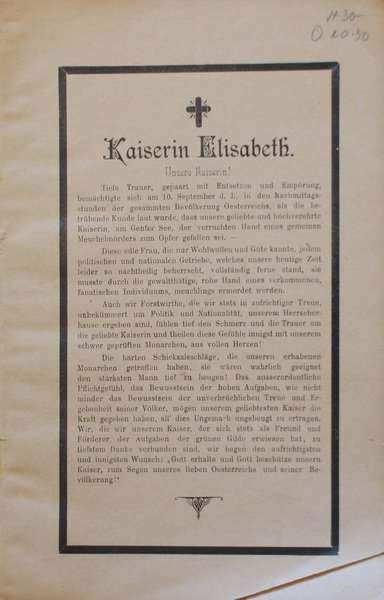 H 30
O 20·30
Kaiserin Elisabeth.
Unsere Kaiserin!
Tiefe Trauer, gepaart mit Entsetzen und Empörung,
bemächtigte sich am 10. September d. J., in den Nachmittags-
stunden der gesammten Bevölkerung Oesterreichs, als die be-
trübende Kunde laut wurde, dass unsere geliebte und hochverehrte
Kaiserin, am Genfer See, der verruchten Hand eines gemeinen
Meuchelmörders zum Opfer gefallen sei. —
Diese edle Frau, die nur Wohlwollen und Güte kannte, jedem
politischen und nationalen Getriebe, welches unsere heutige Zeit
leider so nachtheilig beherrscht, vollständig ferne stand, sie
musste durch die gewaltthätige, rohe Hand eines verkommenen,
fanatischen Individuums, meuchlings ermordet werden.
Auch wir Forstwirthe, die wir stets in aufrichtiger Treue,
unbekümmert um Politik und Nationalität, unserem Herrscher-
hause ergeben sind, fühlen tief den Schmerz und die Trauer um
die geliebte Kaiserin und theilen diese Gefühle innigst mit unserem
schwer geprüften Monarchen, aus vollen Herzen!
Die harten Schicksalsschläge, die unseren erhabenen
Monarchen getroffen haben, sie wären wahrlich geeignet
den stärksten Mann tief zu beugen! Das ausserordentliche
Pflichtgefühl, das Bewusstsein der hohen Aufgaben, wie nicht
minder das Bewusstsein der unverbrüchlichen Treue und Er-
gebenheit seiner Völker, mögen unserem geliebtesten Kaiser die
Kraft gegeben haben, all' dies Ungemach ungebeugt zu ertragen.
Wir, die wir unserem Kaiser, der sich stets als Freund und
Förderer der Aufgaben der grünen Gilde erwiesen hat, zu
tiefstem Danke verbunden sind, wir hegen den aufrichtigsten
und innigsten Wunsch: „Gott erhalte und Gott beschütze unsern
Kaiser, zum Segen unseres lieben Oesterreichs und seiner Be-
völkerung!"